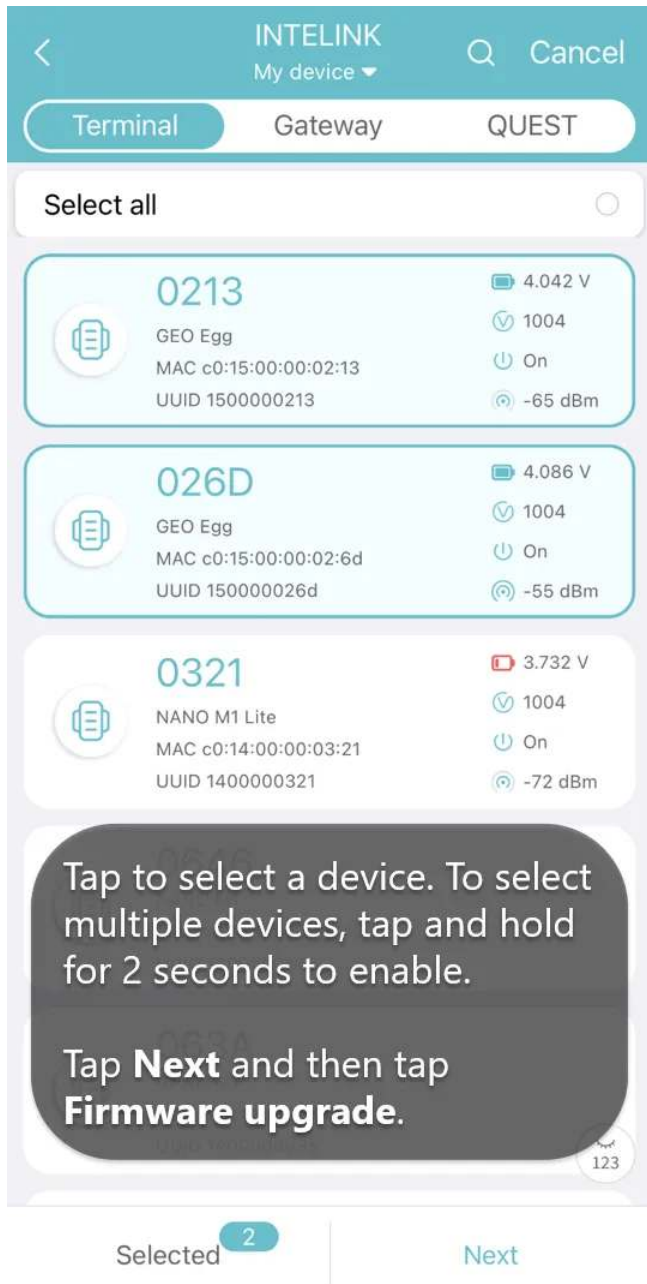 INTELINK
My device
Cancel
Terminal
Gateway
QUEST
Select all
0213
4.042 V
GEO Egg
1004
MAC c0:15:00:00:02:13
On
UUID 1500000213
-65 dBm
026D
4.086 V
GEO Egg
1004
MAC c0:15:00:00:02:6d
On
UUID 150000026d
-55 dBm
0321
3.732 V
NANO M1 Lite
1004
MAC c0:14:00:00:03:21
On
UUID 1400000321
-72 dBm
Tap to select a device. To select
multiple devices, tap and hold
for 2 seconds to enable.
Tap Next and then tap
Firmware upgrade.
123
Selected 2
Next